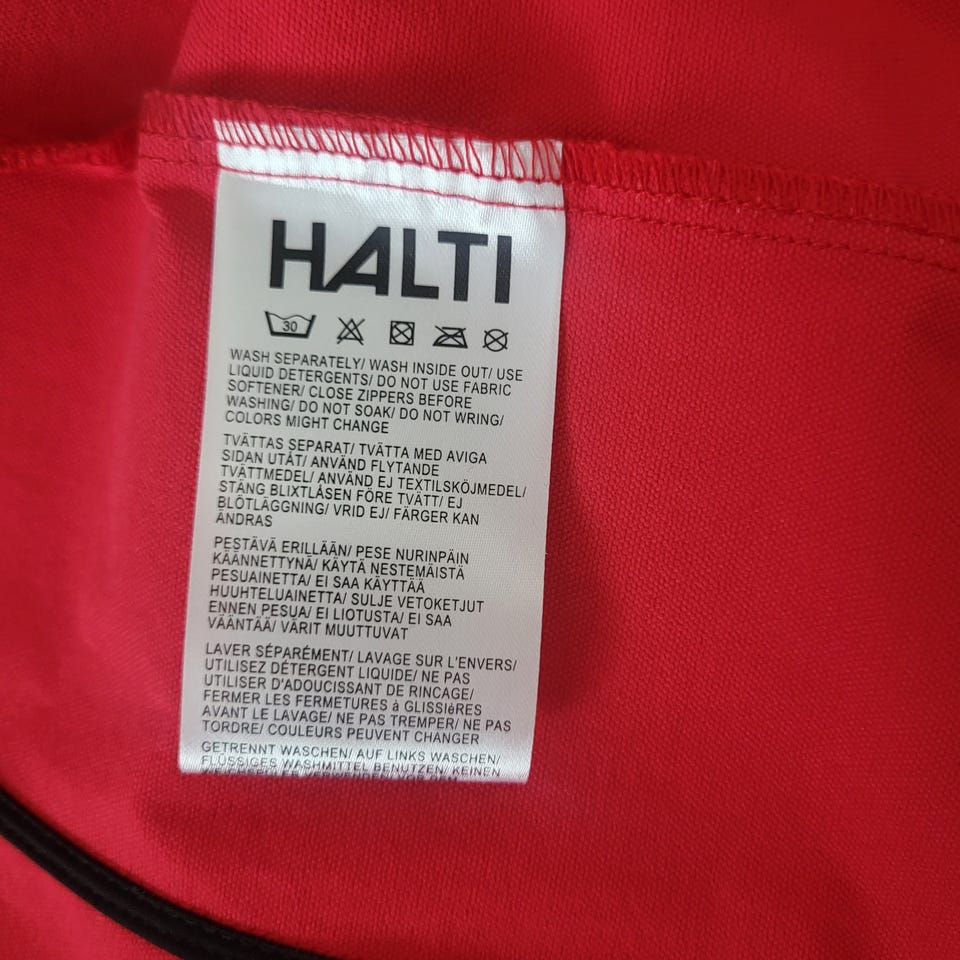 HALTI
30
WASH SEPARATELY/ WASH INSIDE OUT/ USE
LIQUID DETERGENTS/ DO NOT USE FABRIC
SOFTENER/ CLOSE ZIPPERS BEFORE
WASHING/ DO NOT SOAK/ DO NOT WRING/
COLORS MIGHT CHANGE
TVÄTTAS SEPARAT/ TVÄTTA MED AVIGA
SIDAN UTÅT/ ANVÄND FLYTANDE
TVÄTTMEDEL/ ANVÄND EJ TEXTILSKÖJMEDEL/
STÄNG BLIXTLÅSEN FÖRE TVÄTT/ EJ
BLÖTLÄGGNING/ VRID EJ/ FÄRGER KAN
ÄNDRAS
PESTÄVÄ ERILLÄÄN/ PESE NURINPÄIN
KÄÄNNETTYNÄ/ KÄYTÄ NESTEMÄISTÄ
PESUAINETTA/ EI SAA KÄYTTÄÄ
HUUHTELUAINETTA/ SULJE VETOKETJUT
ENNEN PESUA/ EI LIOTUSTA/ EI SAA
VÄÄNTÄÄ/ VÄRIT MUUTTUVAT
LAVER SÉPARÉMENT/ LAVAGE SUR L'ENVERS/
UTILISEZ DÉTERGENT LIQUIDE/ NE PAS
UTILISER D'ADOUCISSANT DE RINCAGE/
FERMER LES FERMETURES à GLISSIèRES
AVANT LE LAVAGE/ NE PAS TREMPER/ NE PAS
TORDRE/ COULEURS PEUVENT CHANGER
GETRENNT WASCHEN/ AUF LINKS WASCHEN/
FLÜSSIGES WASHMITTEL BENUTZEN/ KEINEN